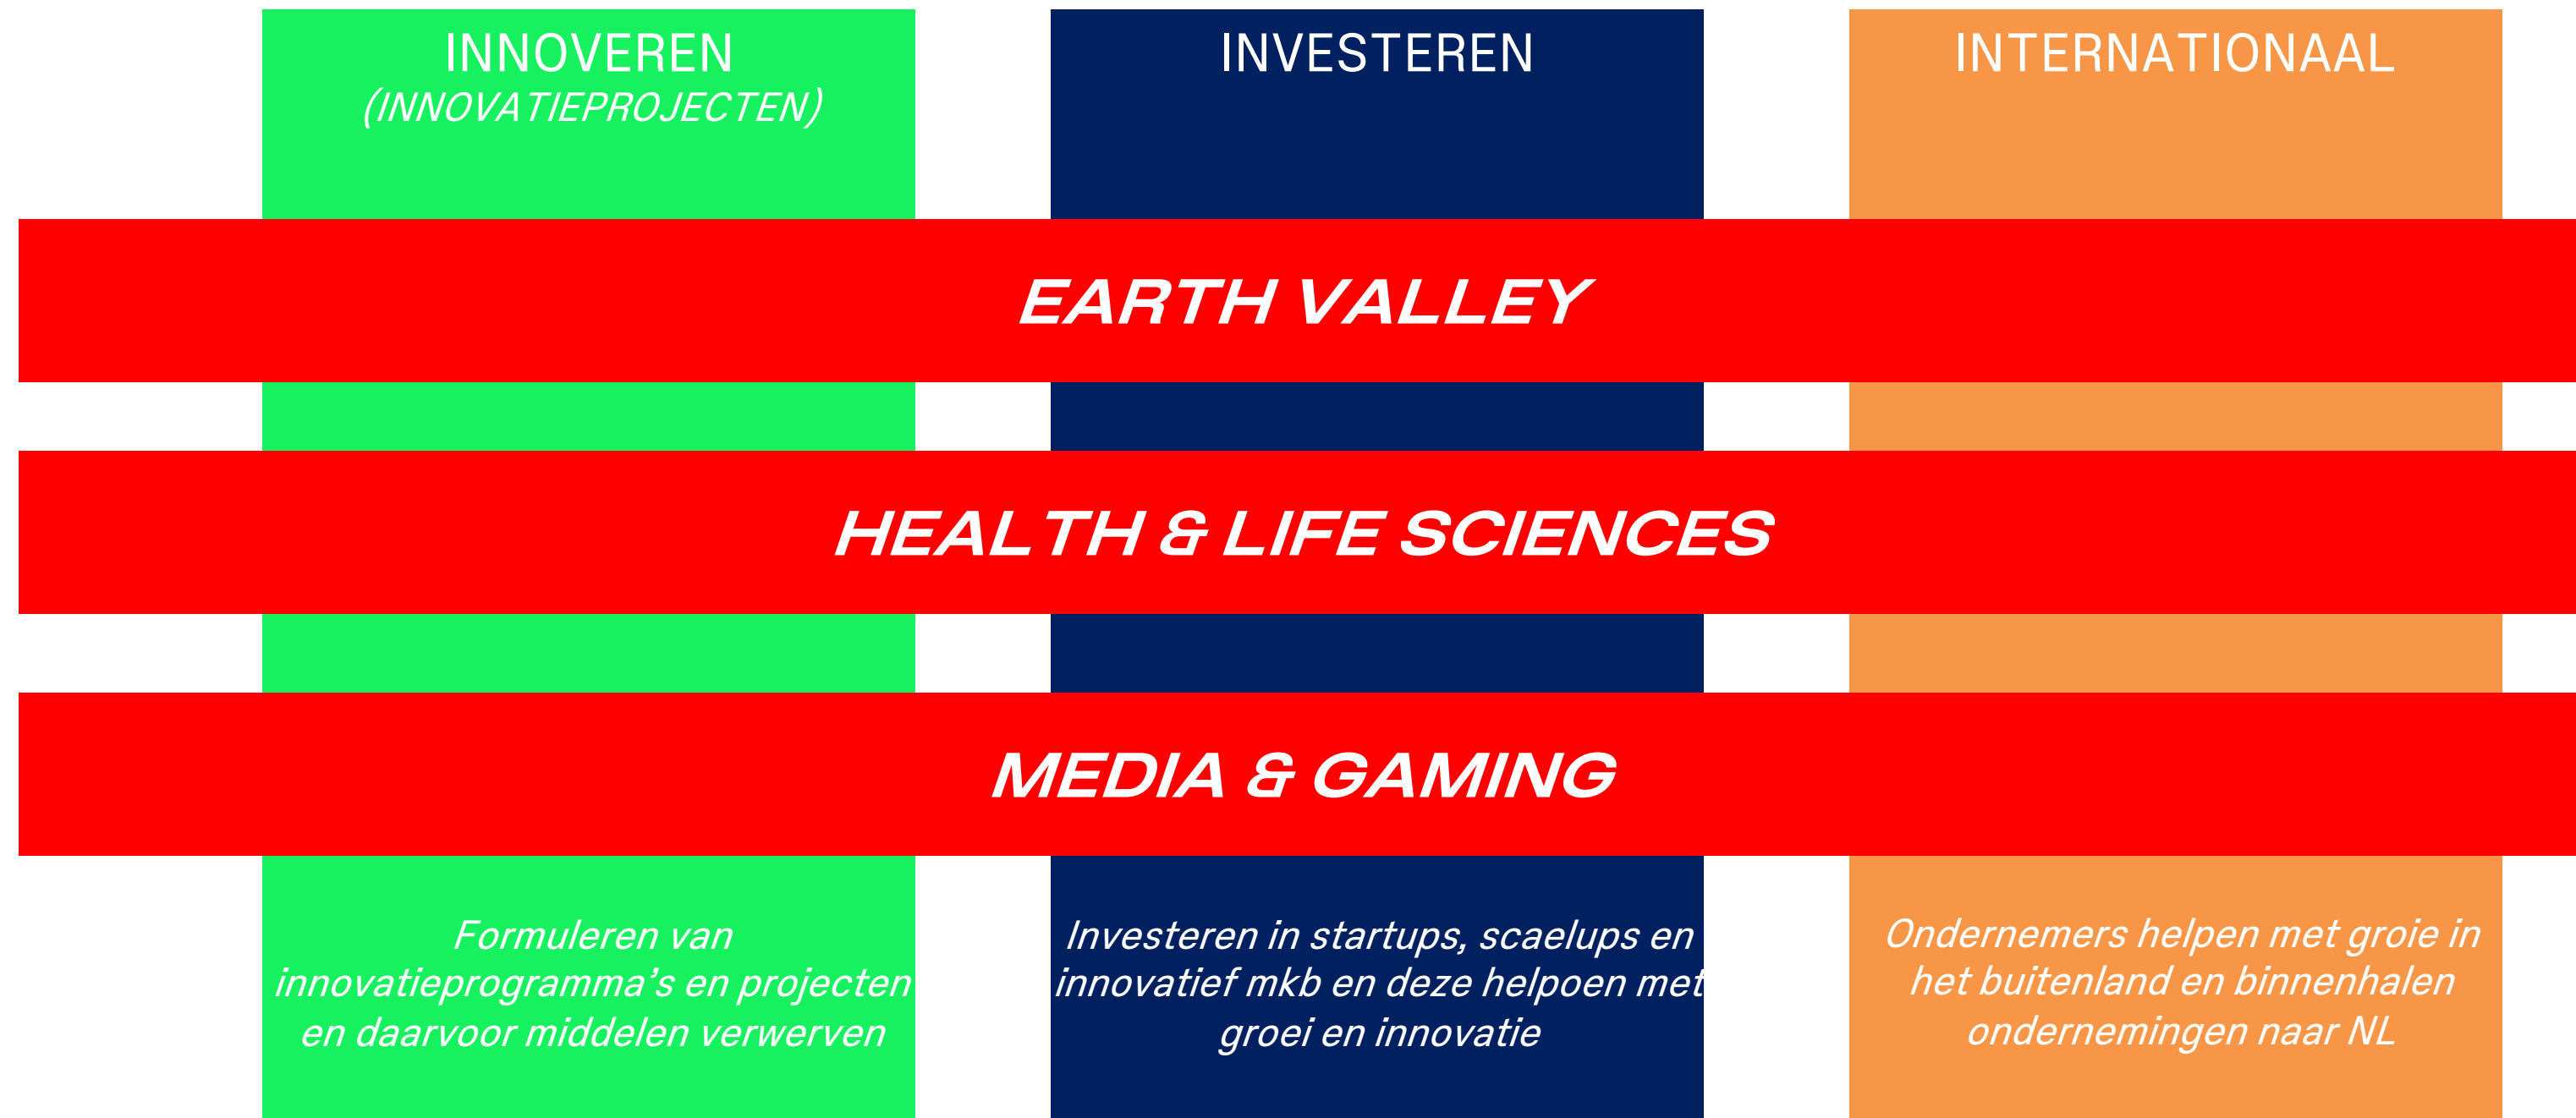 INNOVEREN
(INNOVATIEPROJECTEN)
INVESTEREN
INTERNATIONAAL
EARTH VALLEY
HEALTH & LIFE SCIENCES
MEDIA & GAMING
Formuleren van
innovatieprogramma’s en projecten
en daarvoor middelen verwerven
Investeren in startups, scaelups en
innovatief mkb en deze helpoen met
groei en innovatie
Ondernemers helpen met groie in
het buitenland en binnenhalen
ondernemingen naar NL